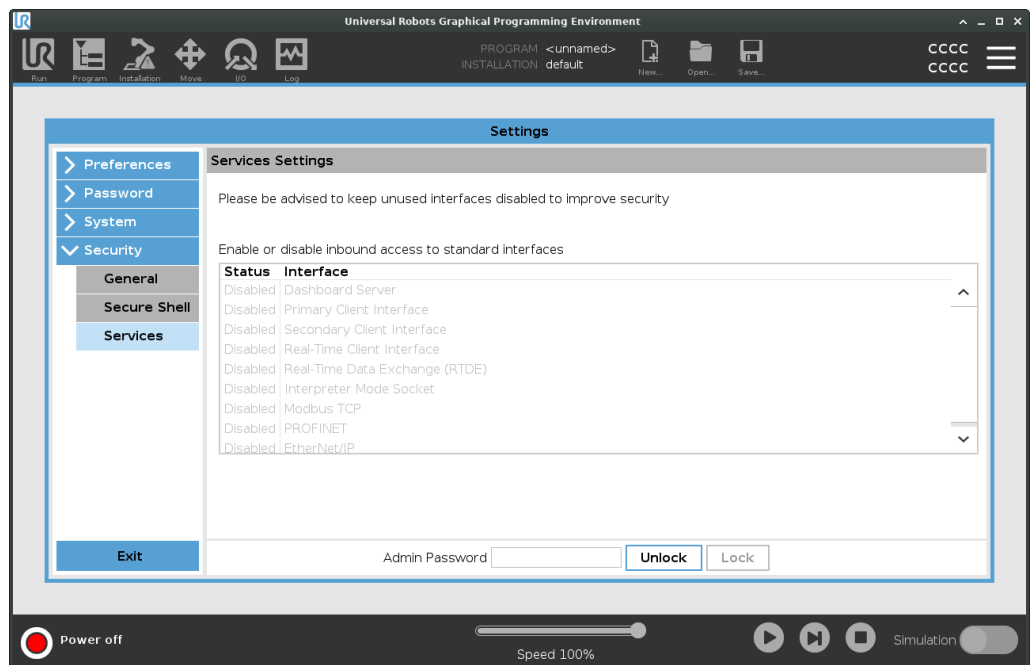 UR Universal Robots Graphical Programming Environment
UR
Run Program Installation Move I/O Log
PROGRAM <unnamed>
INSTALLATION default
New... Open... Save...
CCCC
CCCC
Settings
Preferences
Password
System
Security
General
Secure Shell
Services
Exit
Services Settings
Please be advised to keep unused interfaces disabled to improve security
Enable or disable inbound access to standard interfaces
Status Interface
Disabled Dashboard Server
Disabled Primary Client Interface
Disabled Secondary Client Interface
Disabled Real-Time Client Interface
Disabled Real-Time Data Exchange (RTDE)
Disabled Interpreter Mode Socket
Disabled Modbus TCP
Disabled PROFINET
Disabled EtherNet/IP
Admin Password Unlock Lock
Power off
Speed 100%
Simulation